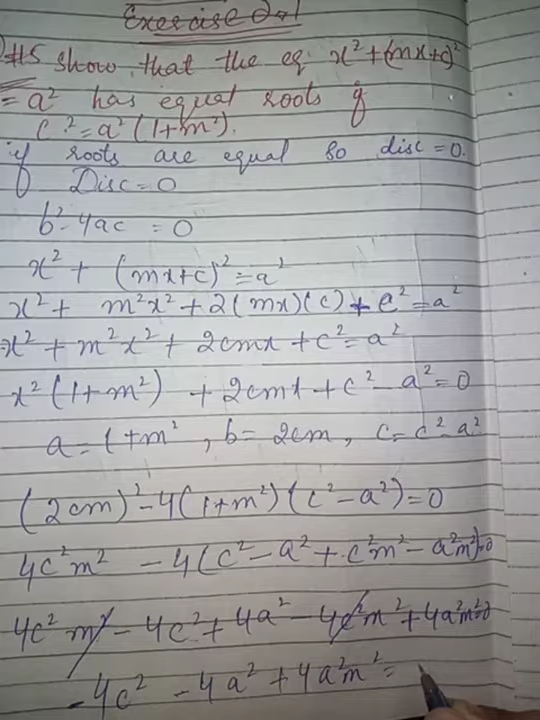 Exercise 2.1
#5 show that the eq x² + (mx+c)²
= a² has equal roots if
c² = a² (1+m²).
if roots are equal so disc = 0.
Disc = 0
b² - 4ac = 0
x² + (mx+c)² = a²
x² + m²x² + 2(mx)(c) + c² = a²
x² + m²x² + 2cmx + c² = a²
x² (1+m²) + 2cmx + c² - a² = 0
a = 1+m² , b = 2cm , c = c² - a²
(2cm)² - 4(1+m²)(c² - a²) = 0
4c²m² - 4(c² - a² + c²m² - a²m²) = 0
4c²m² - 4c² + 4a² - 4c²m² + 4a²m² = 0
-4c² - 4a² + 4a²m² =